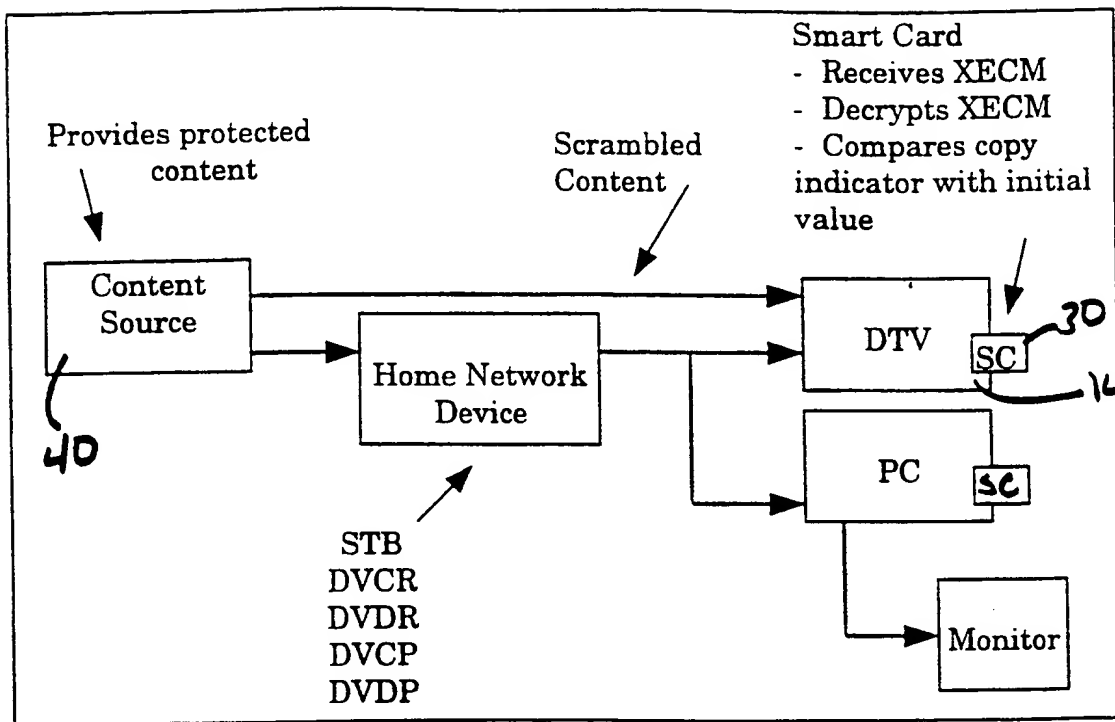 Smart Card
- Receives XECM
- Decrypts XECM
- Compares copy
indicator with initial
value
Provides protected
content
Scrambled
Content
Content
Source
40
Home Network
Device
DTV
SC
30
PC
SC
STB
DVCR
DVDR
DVCP
DVDP
Monitor